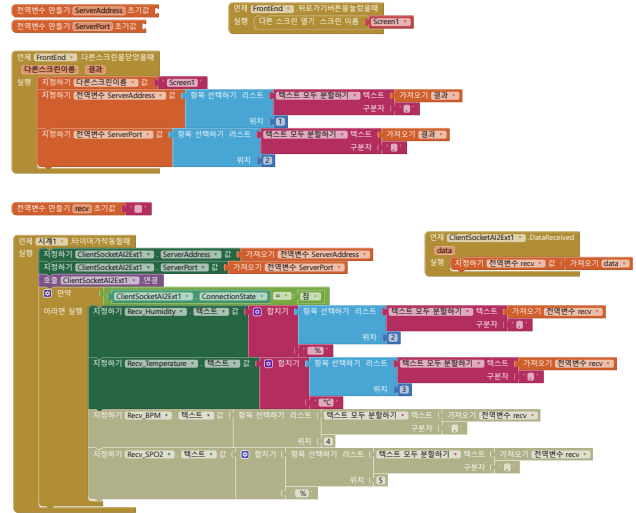 전역변수 만들기 ServerAddress 초기값
전역변수 만들기 ServerPort 초기값
언제 FrontEnd .뒤로가기버튼을눌렀을때
실행 다른 스크린 열기 스크린 이름 Screen1
언제 FrontEnd .다른스크린을닫았을때
다른스크린이름 결과
실행 지정하기 다른스크린이름 값 " Screen1 "
지정하기 전역변수 ServerAddress 값 항목 선택하기 리스트 텍스트 모두 분할하기 텍스트 가져오기 결과
구분자 " , "
위치 1
지정하기 전역변수 ServerPort 값 항목 선택하기 리스트 텍스트 모두 분할하기 텍스트 가져오기 결과
구분자 " , "
위치 2
전역변수 만들기 recv 초기값 " "
언제 시계1 .타이머가작동할때
실행 지정하기 ClientSocketAI2Ext1 . ServerAddress 값 가져오기 전역변수 ServerAddress
지정하기 ClientSocketAI2Ext1 . ServerPort 값 가져오기 전역변수 ServerPort
호출 ClientSocketAI2Ext1 .연결
만약 ClientSocketAI2Ext1 . ConnectionState = 참
이라면 실행 지정하기 Recv_Humidity . 텍스트 값 합치기 항목 선택하기 리스트 텍스트 모두 분할하기 텍스트 가져오기 전역변수 recv
구분자 " , "
위치 2
" % "
지정하기 Recv_Temperature . 텍스트 값 합치기 항목 선택하기 리스트 텍스트 모두 분할하기 텍스트 가져오기 전역변수 recv
구분자 " , "
위치 3
" ℃ "
지정하기 Recv_BPM . 텍스트 값 항목 선택하기 리스트 텍스트 모두 분할하기 텍스트 가져오기 전역변수 recv
구분자 " , "
위치 4
지정하기 Recv_SPO2 . 텍스트 값 합치기 항목 선택하기 리스트 텍스트 모두 분할하기 텍스트 가져오기 전역변수 recv
구분자 " , "
위치 5
" % "
언제 ClientSocketAI2Ext1 .DataReceived
data
실행 지정하기 전역변수 recv 값 가져오기 data